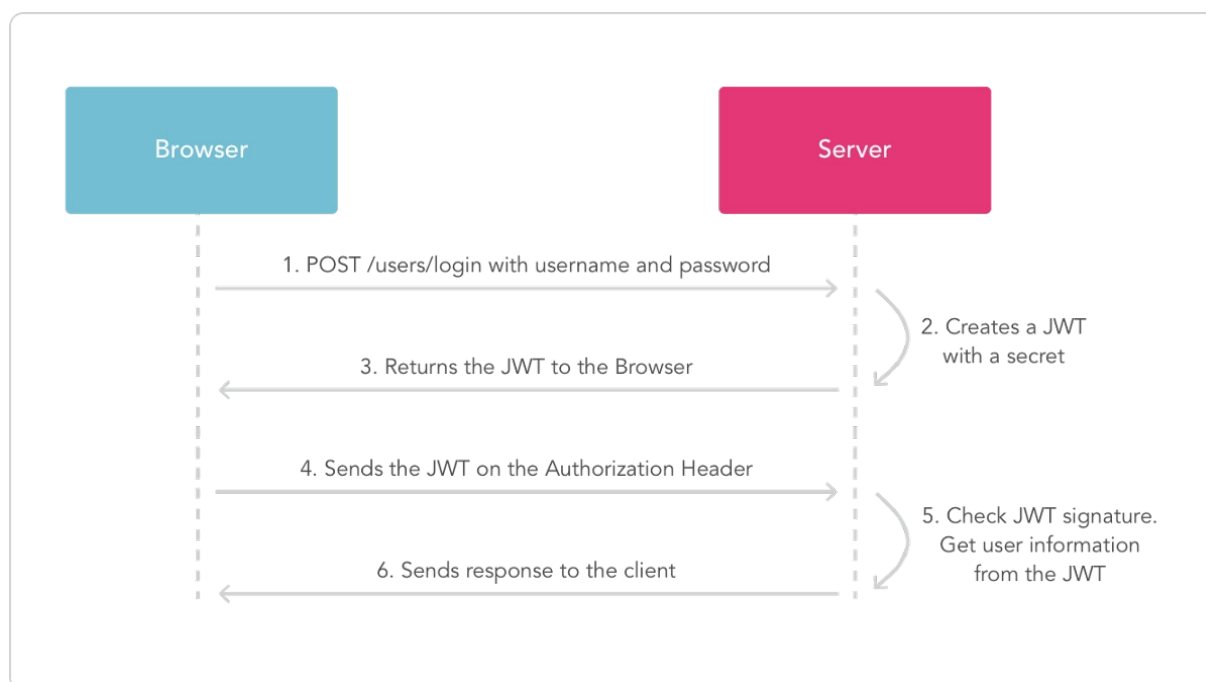 Browser
Server
1. POST /users/login with username and password
2. Creates a JWT
with a secret
3. Returns the JWT to the Browser
4. Sends the JWT on the Authorization Header
5. Check JWT signature.
Get user information
from the JWT
6. Sends response to the client